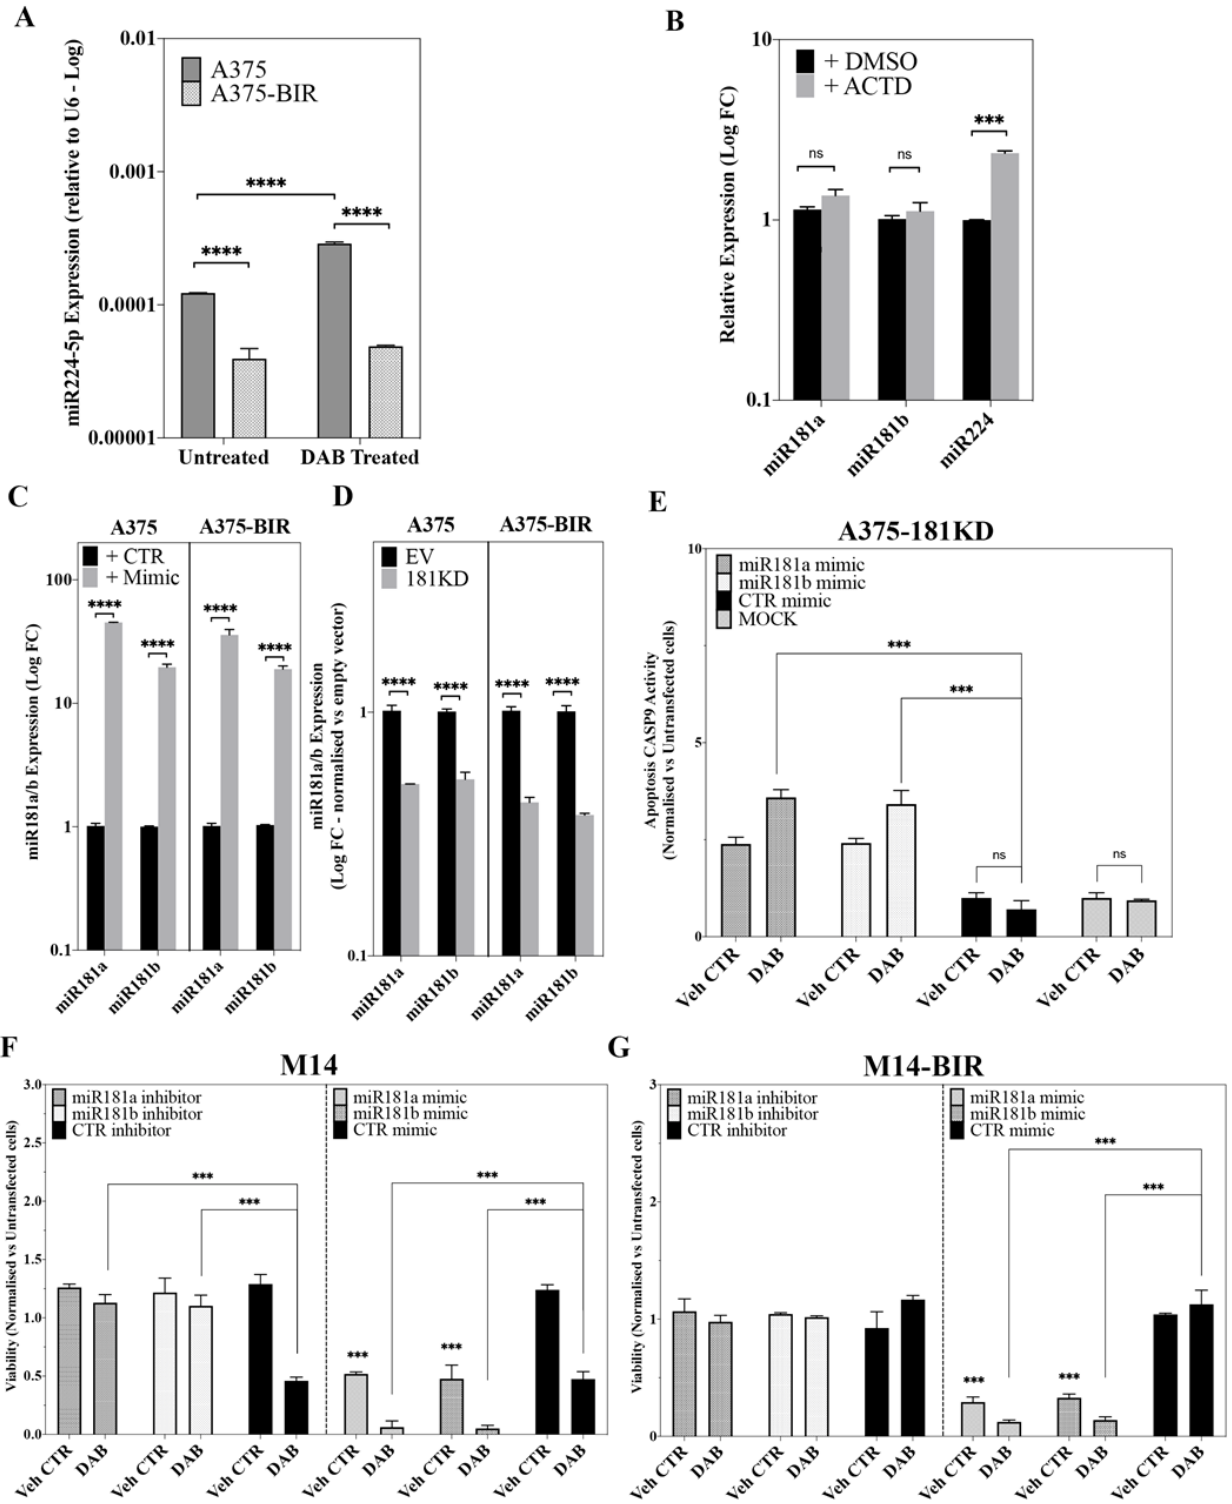 A
miR224-5p Expression (relative to U6 - Log)
0.01
0.001
0.0001
0.00001
A375
A375-BIR
****
****
****
Untreated
DAB Treated
B
Relative Expression (Log FC)
10
1
0.1
+ DMSO
+ ACTD
ns
ns
***
miR181a
miR181b
miR224
C
A375
A375-BIR
miR181a/b Expression (Log FC)
100
10
1
0.1
+ CTR
+ Mimic
****
****
****
****
miR181a
miR181b
miR181a
miR181b
D
A375
A375-BIR
miR181a/b Expression
(Log FC - normalised vs empty vector)
1
0.1
EV
181KD
****
****
****
****
miR181a
miR181b
miR181a
miR181b
E
A375-181KD
Apoptosis CASP9 Activity
(Normalised vs Untransfected cells)
10
5
0
miR181a mimic
miR181b mimic
CTR mimic
MOCK
***
***
ns
ns
Veh CTR
DAB
Veh CTR
DAB
Veh CTR
DAB
Veh CTR
DAB
F
M14
Viability (Normalised vs Untransfected cells)
3.0
2.5
2.0
1.5
1.0
0.5
0.0
miR181a inhibitor
miR181b inhibitor
CTR inhibitor
miR181a mimic
miR181b mimic
CTR mimic
***
***
***
***
***
***
Veh CTR
DAB
Veh CTR
DAB
Veh CTR
DAB
Veh CTR
DAB
Veh CTR
DAB
Veh CTR
DAB
G
M14-BIR
Viability (Normalised vs Untransfected cells)
3
2
1
0
miR181a inhibitor
miR181b inhibitor
CTR inhibitor
miR181a mimic
miR181b mimic
CTR mimic
***
***
***
***
Veh CTR
DAB
Veh CTR
DAB
Veh CTR
DAB
Veh CTR
DAB
Veh CTR
DAB
Veh CTR
DAB